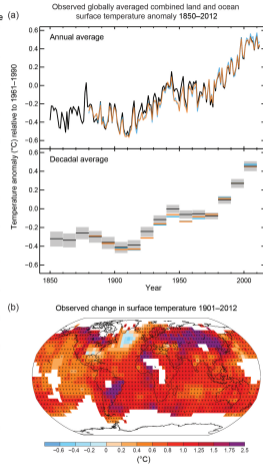 e
(a)
Observed globally averaged combined land and ocean
surface temperature anomaly 1850–2012
Annual average
0.6
0.4
0.2
0.0
−0.2
−0.4
−0.6
Temperature anomaly (°C) relative to 1961–1990
Decadal average
0.6
0.4
0.2
0.0
−0.2
−0.4
−0.6
1850
1900
1950
2000
Year
(b)
Observed change in surface temperature 1901–2012
−0.6 −0.4 −0.2 0 0.2 0.4 0.6 0.8 1.0 1.25 1.5 1.75 2.5
(°C)